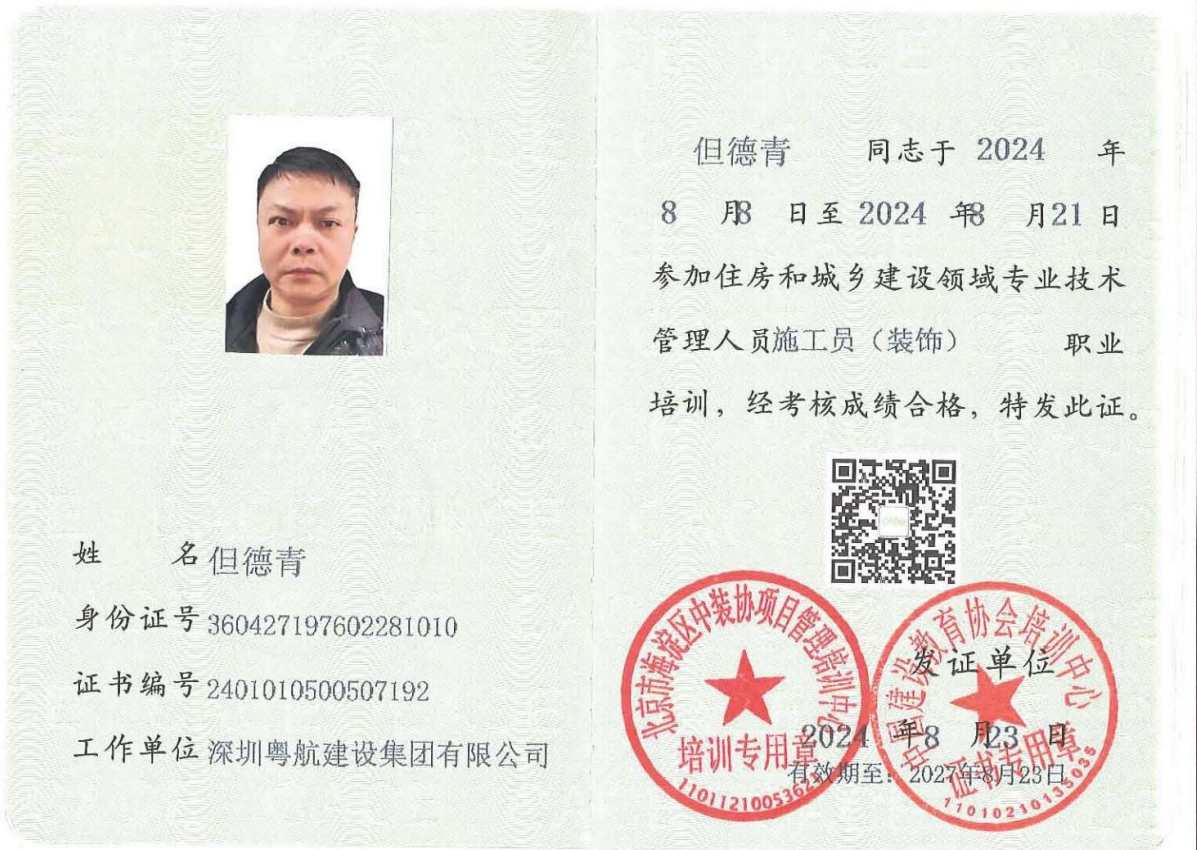 但德青 同志于 2024 年
8 月8 日至 2024 年8 月21 日
参加住房和城乡建设领域专业技术
管理人员施工员（装饰） 职业
培训，经考核成绩合格，特发此证。
姓 名 但德青
身份证号 360427197602281010
证书编号 2401010500507192
工作单位 深圳粤航建设集团有限公司
北京市海淀区中装协项目管理培训中心
培训专用章
中国建设教育协会培训中心
证书专用章
11010210135035
发证单位
2024 年8 月23 日
有效期至：2027年8月23日